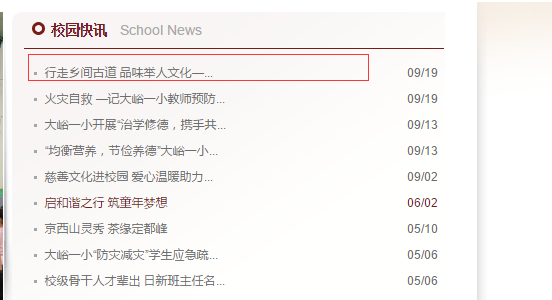 校园快讯 School News
行走乡间古道 品味举人文化—... 09/19
火灾自救 —记大峪一小教师预防... 09/19
大峪一小开展“治学修德，携手共... 09/13
“均衡营养，节俭养德”大峪一小... 09/13
慈善文化进校园 爱心温暖助力... 09/02
启和谐之行 筑童年梦想 06/02
京西山灵秀 茶缘定都峰 05/10
大峪一小“防灾减灾”学生应急疏... 05/06
校级骨干人才辈出 日新班主任名... 05/06